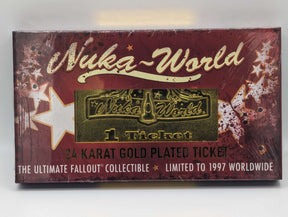 Nuka~World
Nuka World
1 Ticket
24 KARAT GOLD PLATED TICKET
THE ULTIMATE FALLOUT® COLLECTIBLE ★ LIMITED TO 1997 WORLDWIDE